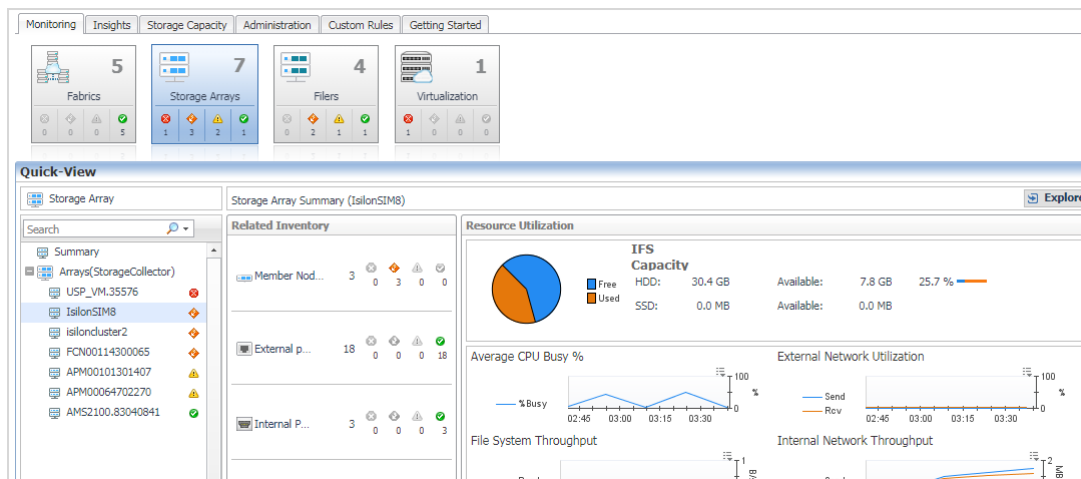 Monitoring Insights Storage Capacity Administration Custom Rules Getting Started
5 7 4 1
Fabrics Storage Arrays Filers Virtualization
0 0 0 5 1 3 2 1 0 2 1 1 1 0 0 0
Quick-View
Storage Array
Storage Array Summary (IsilonSIM8)
Explore
Search
Summary
Arrays(StorageCollector)
USP_VM.35576
IsilonSIM8
isiloncluster2
FCN00114300065
APM00101301407
APM00064702270
AMS2100.83040841
Related Inventory
Member Nod... 3 0 3 0 0
External p... 18 0 0 0 18
Internal P... 3 0 0 0 3
Resource Utilization
Free
Used
IFS
Capacity
HDD: 30.4 GB Available: 7.8 GB 25.7 %
SSD: 0.0 MB Available: 0.0 MB
Average CPU Busy %
%Busy
100
%
0
02:45 03:00 03:15 03:30
External Network Utilization
Send
Rcv
100
%
0
02:45 03:00 03:15 03:30
File System Throughput
1
Internal Network Throughput
2
MB